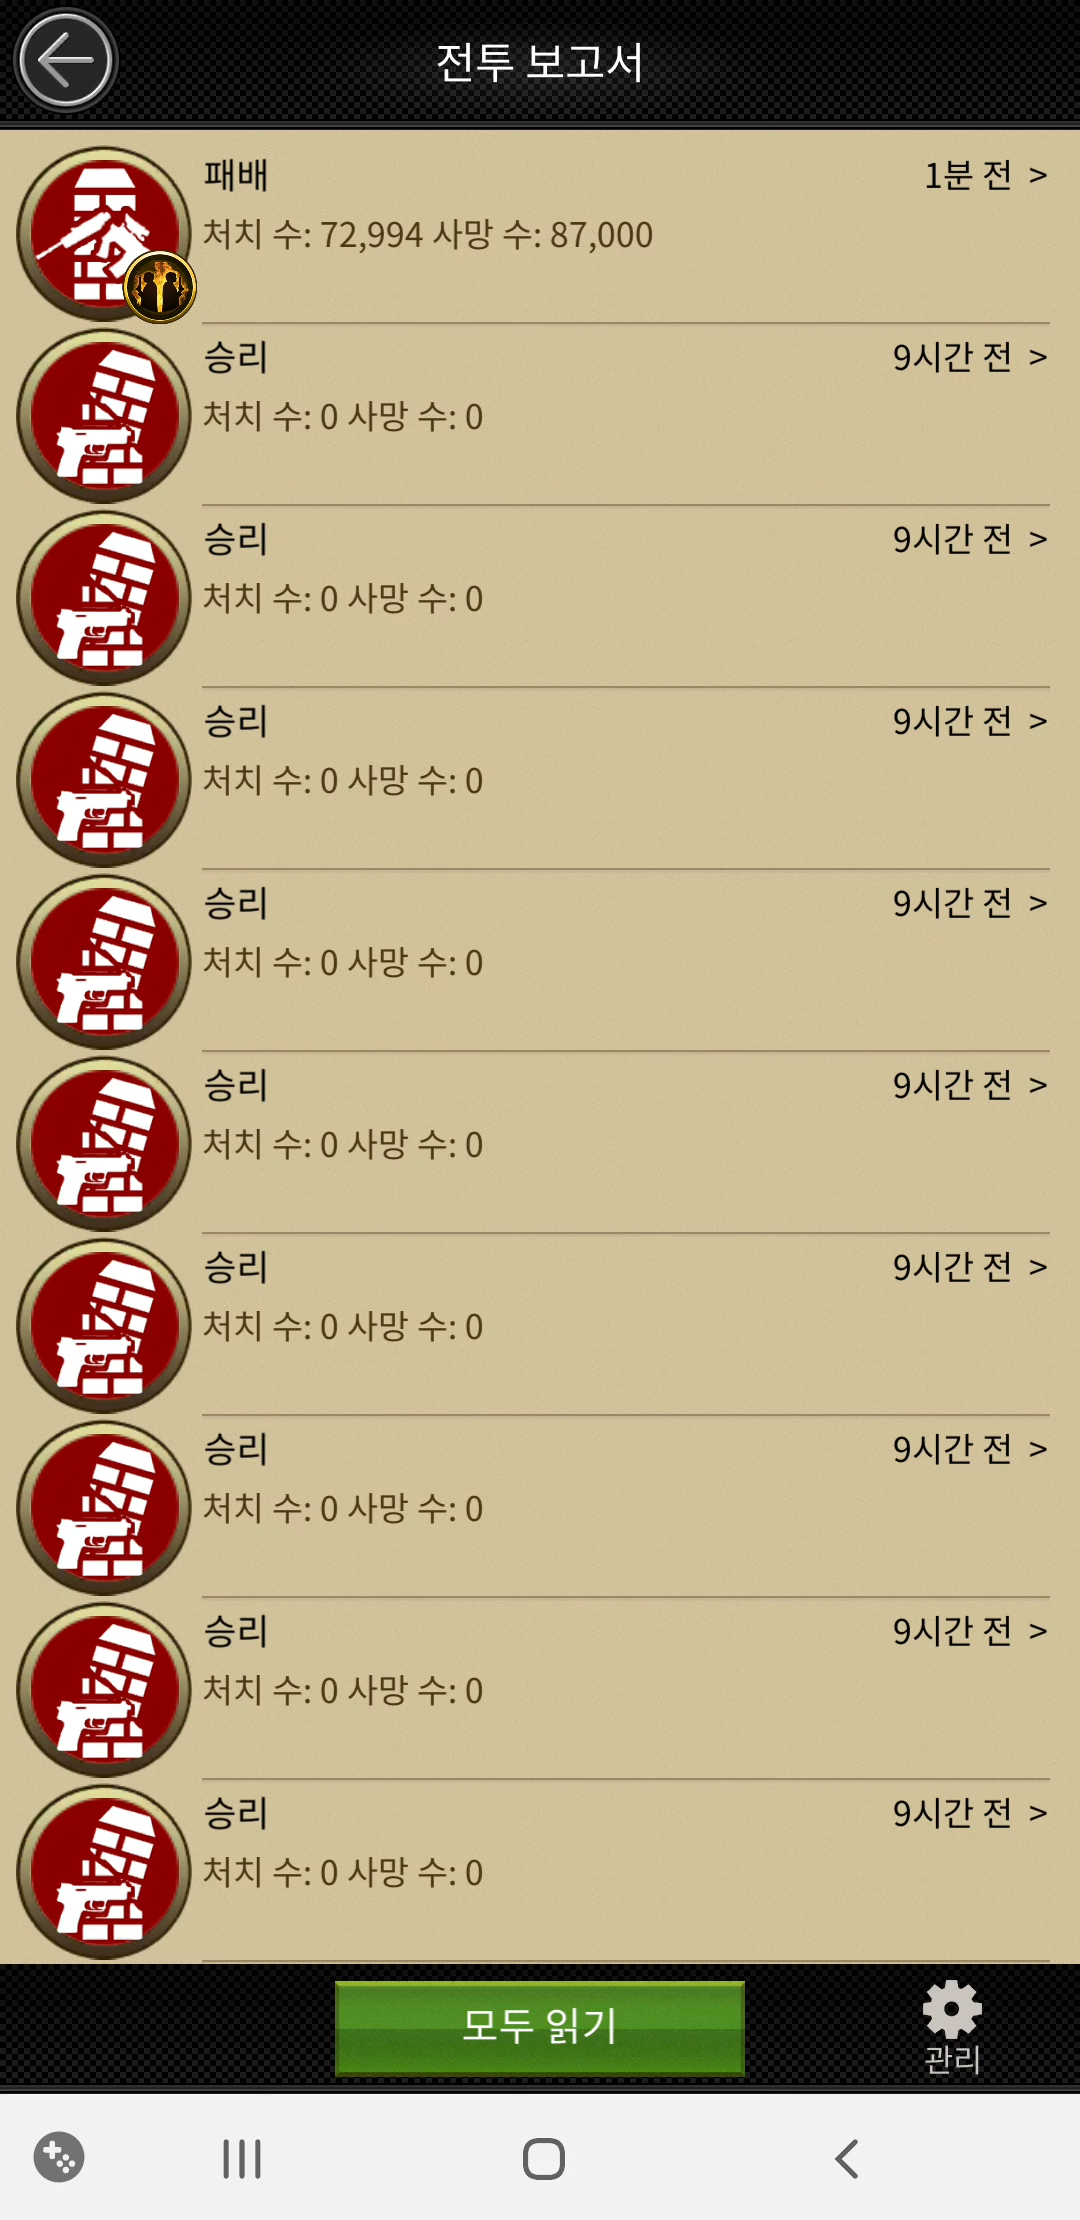 전투 보고서
패배 1분 전 >
처치 수: 72,994 사망 수: 87,000
승리 9시간 전 >
처치 수: 0 사망 수: 0
승리 9시간 전 >
처치 수: 0 사망 수: 0
승리 9시간 전 >
처치 수: 0 사망 수: 0
승리 9시간 전 >
처치 수: 0 사망 수: 0
승리 9시간 전 >
처치 수: 0 사망 수: 0
승리 9시간 전 >
처치 수: 0 사망 수: 0
승리 9시간 전 >
처치 수: 0 사망 수: 0
승리 9시간 전 >
처치 수: 0 사망 수: 0
승리 9시간 전 >
처치 수: 0 사망 수: 0
모두 읽기
관리